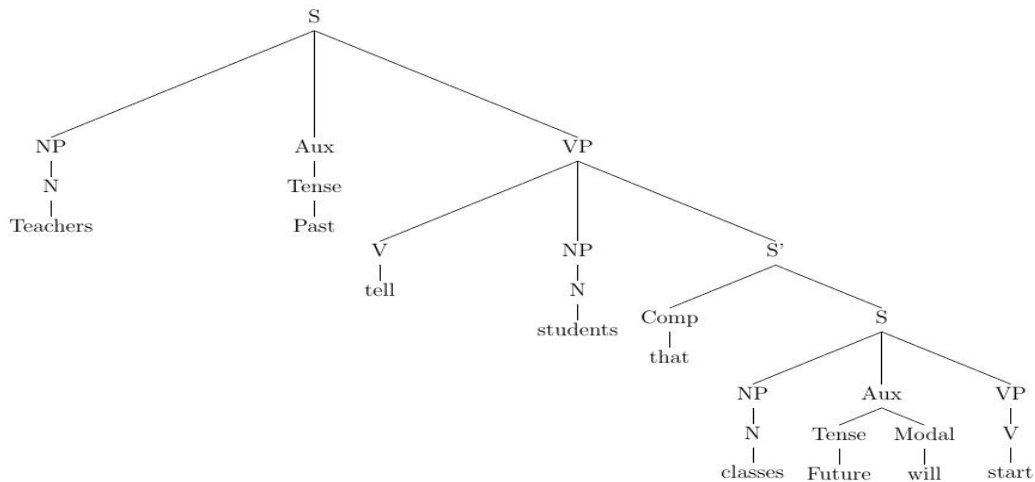 S
NP Aux VP
N Tense
Teachers Past
V NP S'
tell N
students
Comp S
that
NP Aux VP
N Tense Modal V
classes Future will start